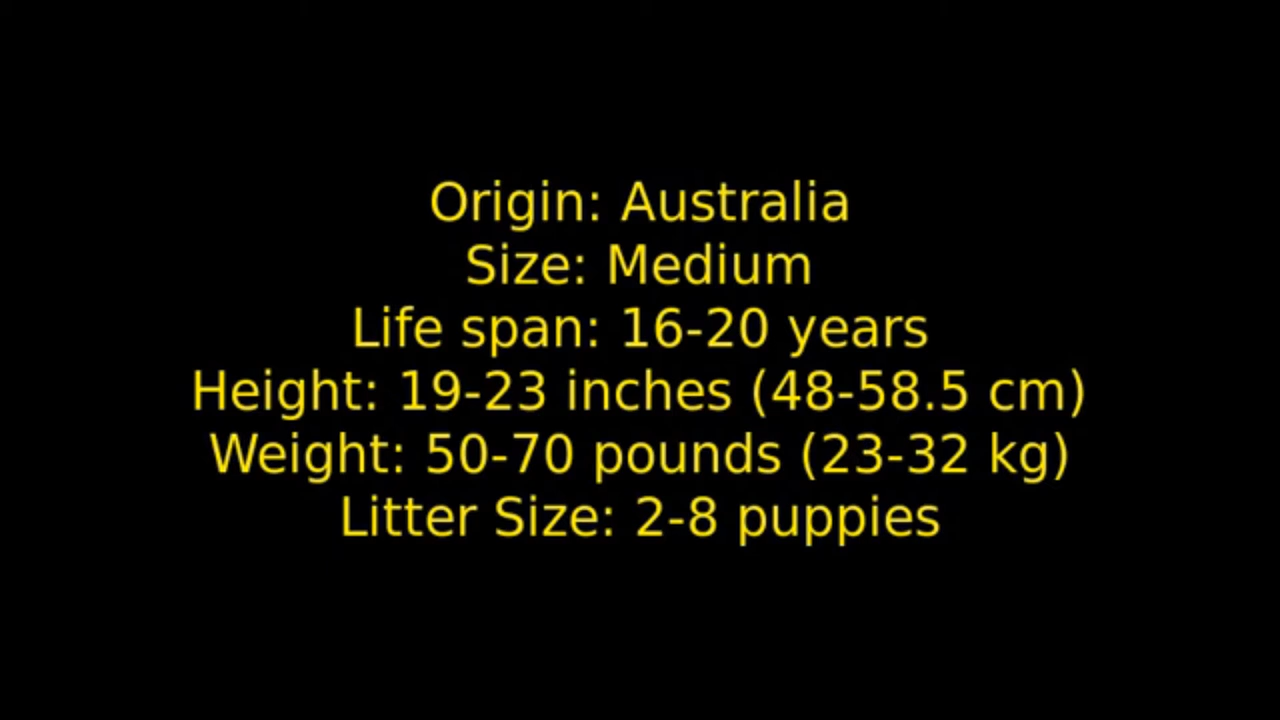 Origin: Australia
Size: Medium
Life span: 16-20 years
Height: 19-23 inches (48-58.5 cm)
Weight: 50-70 pounds (23-32 kg)
Litter Size: 2-8 puppies